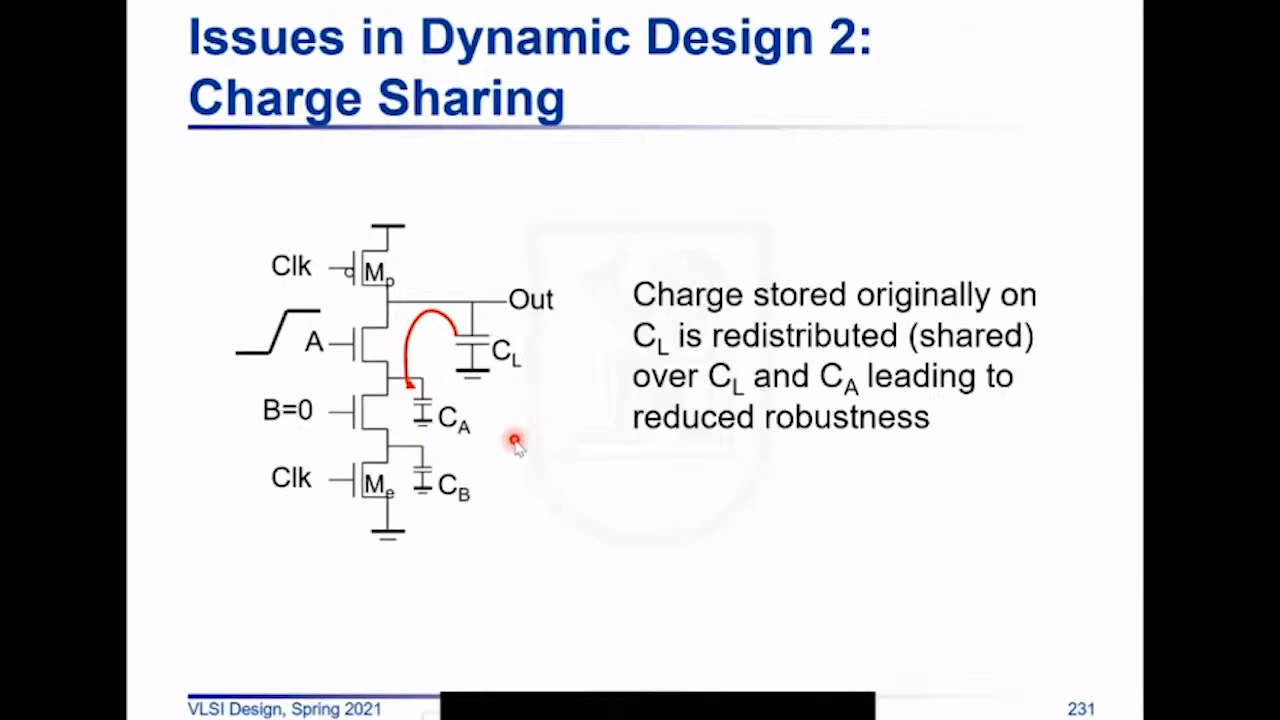 Issues in Dynamic Design 2:
Charge Sharing
Clk
Mp
Out
A
CL
B=0
CA
Clk
Me
CB
Charge stored originally on
CL is redistributed (shared)
over CL and CA leading to
reduced robustness
VLSI Design, Spring 2021
231